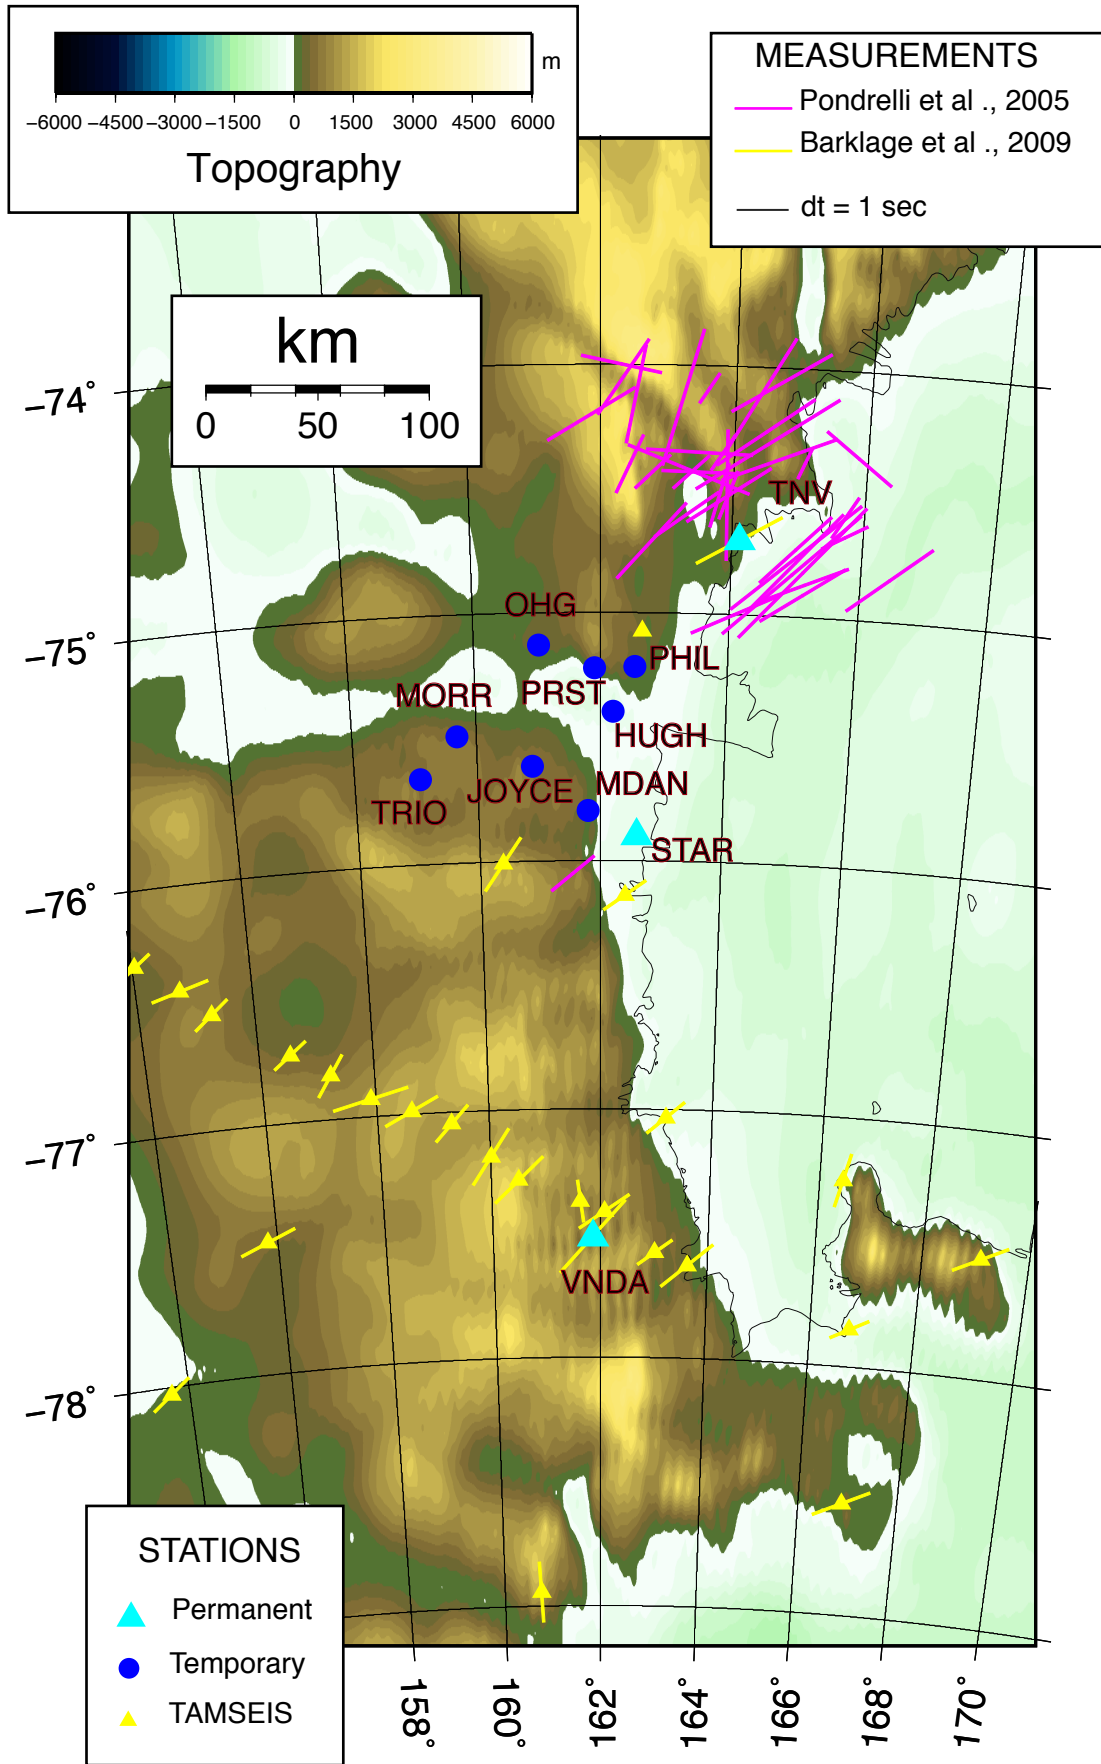 m
−6000 −4500 −3000 −1500 0 1500 3000 4500 6000
Topography
MEASUREMENTS
Pondrelli et al ., 2005
Barklage et al ., 2009
dt = 1 sec
km
0 50 100
−74°
TNV
OHG
−75°
PHIL
MORR
PRST
HUGH
JOYCE
MDAN
TRIO
STAR
−76°
−77°
VNDA
−78°
STATIONS
Permanent
Temporary
TAMSEIS
158° 160° 162° 164° 166° 168° 170°